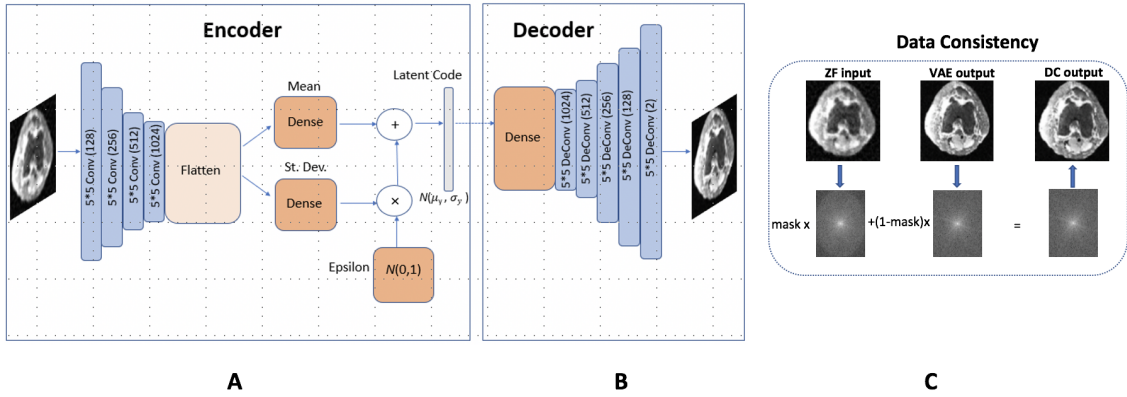 Encoder
5*5 Conv (128)
5*5 Conv (256)
5*5 Conv (512)
5*5 Conv (1024)
Flatten
Mean
Dense
St. Dev.
Dense
+
×
Epsilon
N(0,1)
Latent Code
N(μᵧ, σᵧ)
Decoder
Dense
5*5 DeConv (1024)
5*5 DeConv (512)
5*5 DeConv (256)
5*5 DeConv (128)
5*5 DeConv (2)
Data Consistency
ZF input VAE output DC output
mask x +(1-mask)x =
A B C